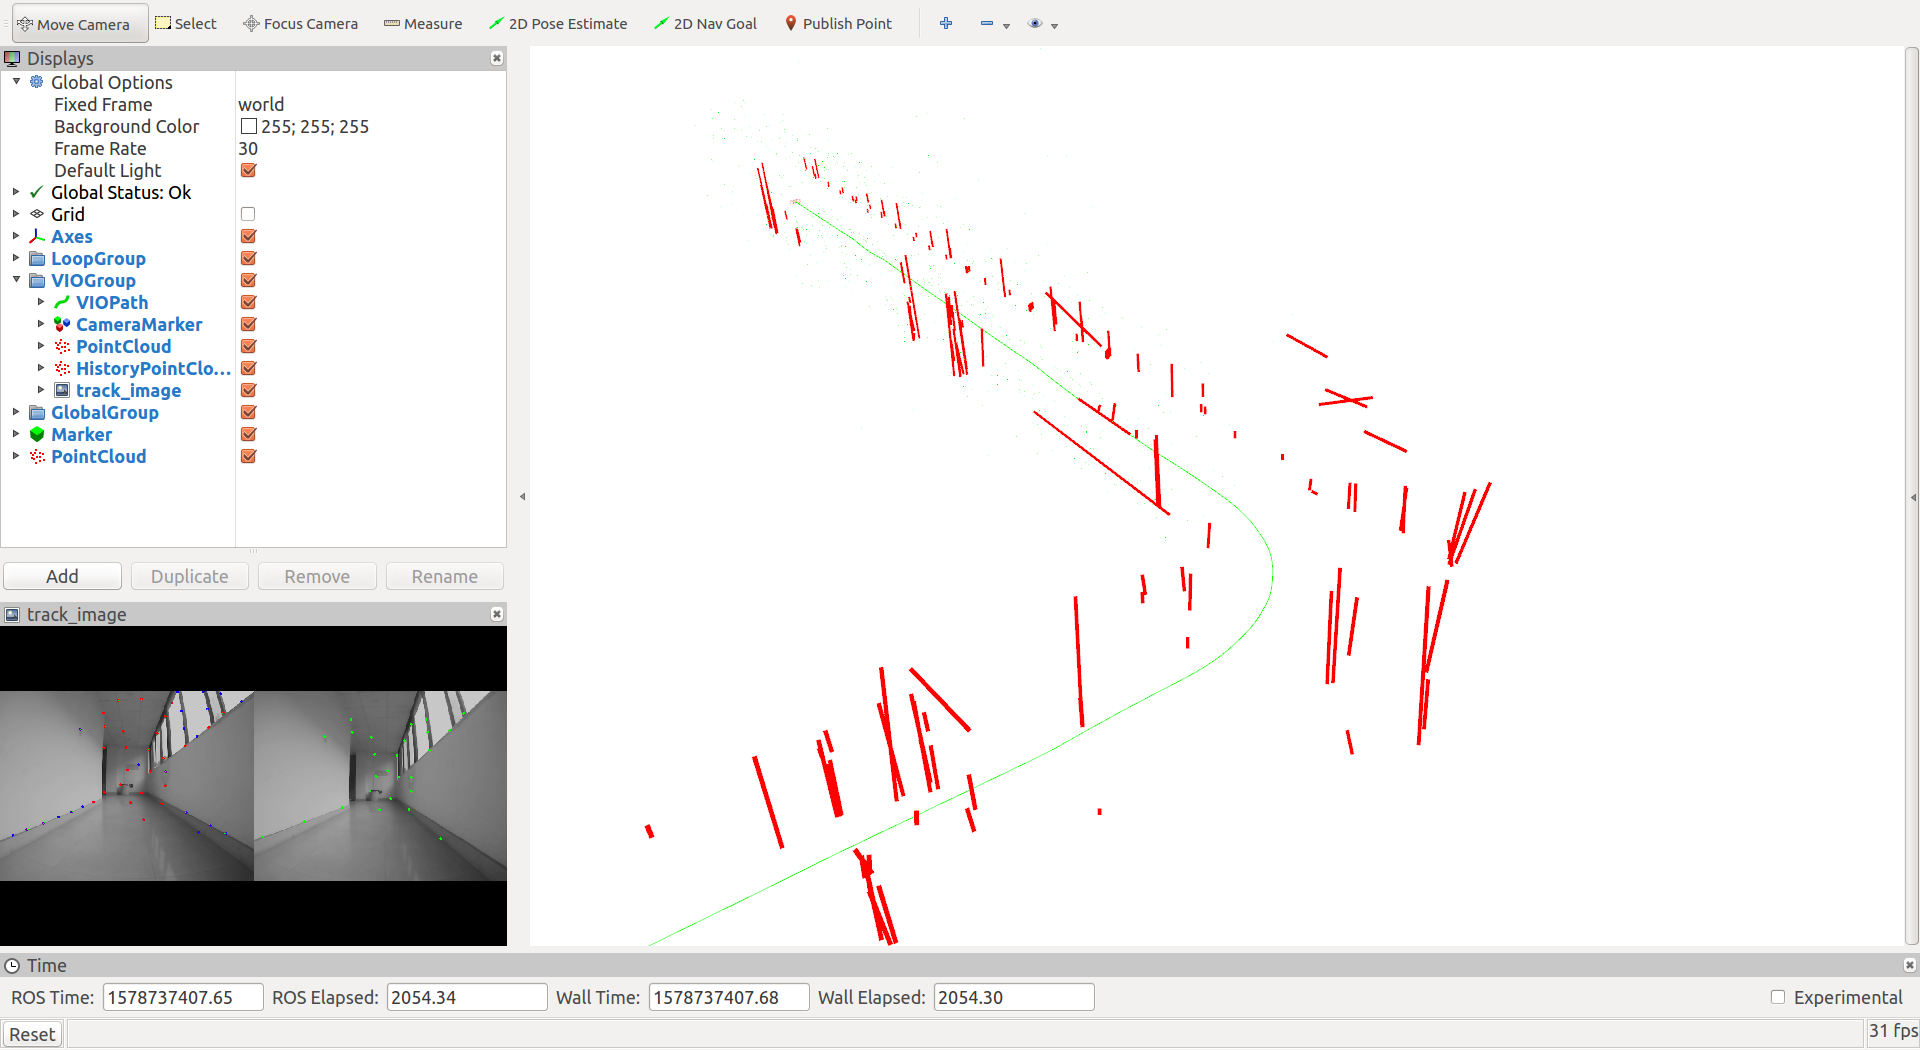 Move Camera Select Focus Camera Measure 2D Pose Estimate 2D Nav Goal Publish Point
Displays
Global Options
Fixed Frame world
Background Color 255; 255; 255
Frame Rate 30
Default Light
Global Status: Ok
Grid
Axes
LoopGroup
VIOGroup
VIOPath
CameraMarker
PointCloud
HistoryPointClo...
track_image
GlobalGroup
Marker
PointCloud
Add Duplicate Remove Rename
track_image
Time
ROS Time: 1578737407.65 ROS Elapsed: 2054.34 Wall Time: 1578737407.68 Wall Elapsed: 2054.30 Experimental
Reset 31 fps